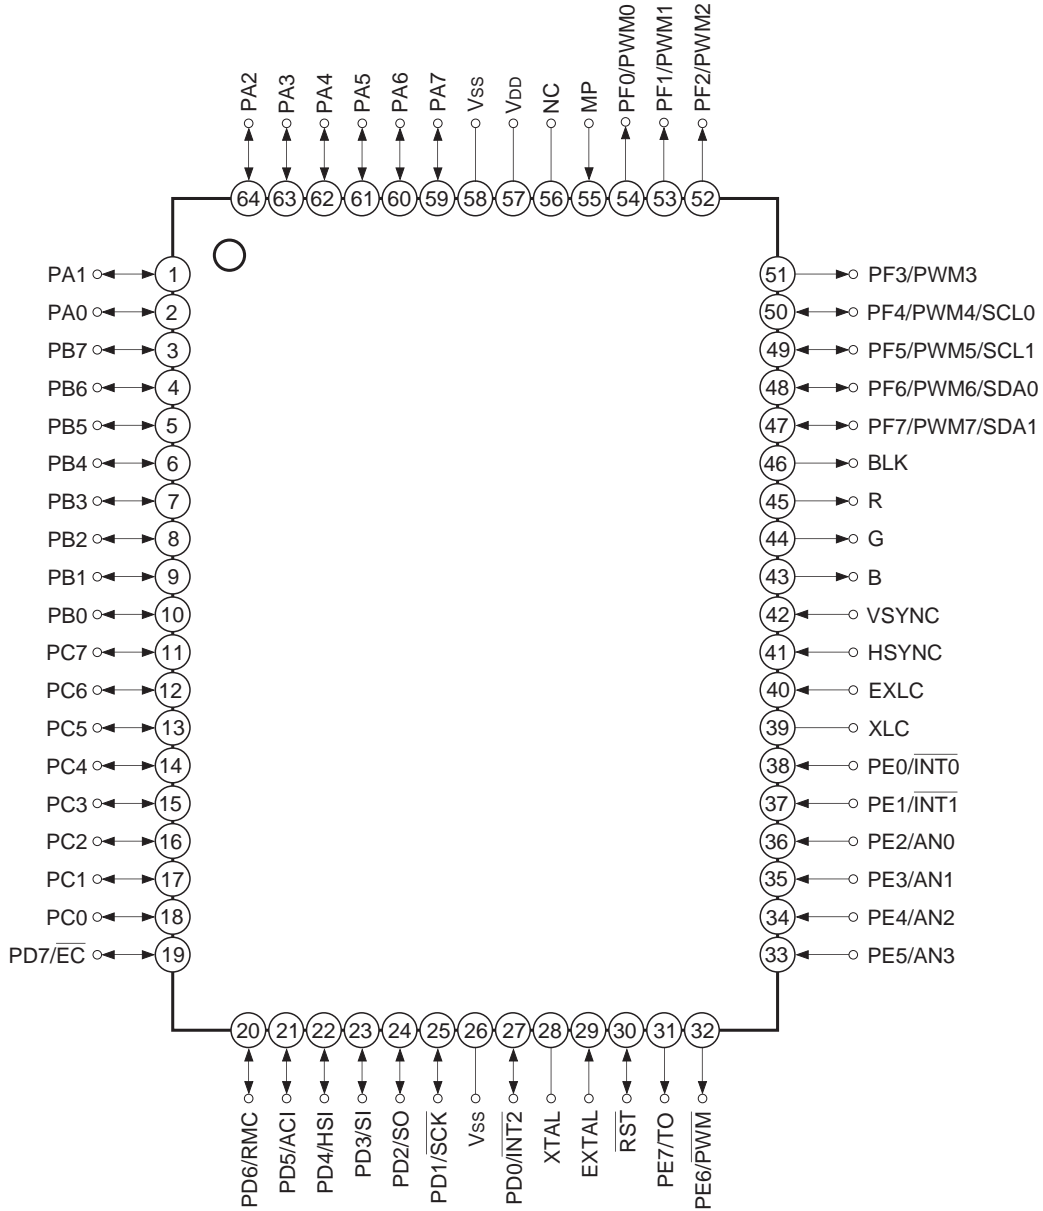 PA2
PA3
PA4
PA5
PA6
PA7
VSS
VDD
NC
MP
PF0/PWM0
PF1/PWM1
PF2/PWM2
64
63
62
61
60
59
58
57
56
55
54
53
52
PA1 1
PA0 2
PB7 3
PB6 4
PB5 5
PB4 6
PB3 7
PB2 8
PB1 9
PB0 10
PC7 11
PC6 12
PC5 13
PC4 14
PC3 15
PC2 16
PC1 17
PC0 18
PD7/EC 19
51 PF3/PWM3
50 PF4/PWM4/SCL0
49 PF5/PWM5/SCL1
48 PF6/PWM6/SDA0
47 PF7/PWM7/SDA1
46 BLK
45 R
44 G
43 B
42 VSYNC
41 HSYNC
40 EXLC
39 XLC
38 PE0/INT0
37 PE1/INT1
36 PE2/AN0
35 PE3/AN1
34 PE4/AN2
33 PE5/AN3
20
21
22
23
24
25
26
27
28
29
30
31
32
PD6/RMC
PD5/ACI
PD4/HSI
PD3/SI
PD2/SO
PD1/SCK
VSS
PD0/INT2
XTAL
EXTAL
RST
PE7/TO
PE6/PWM